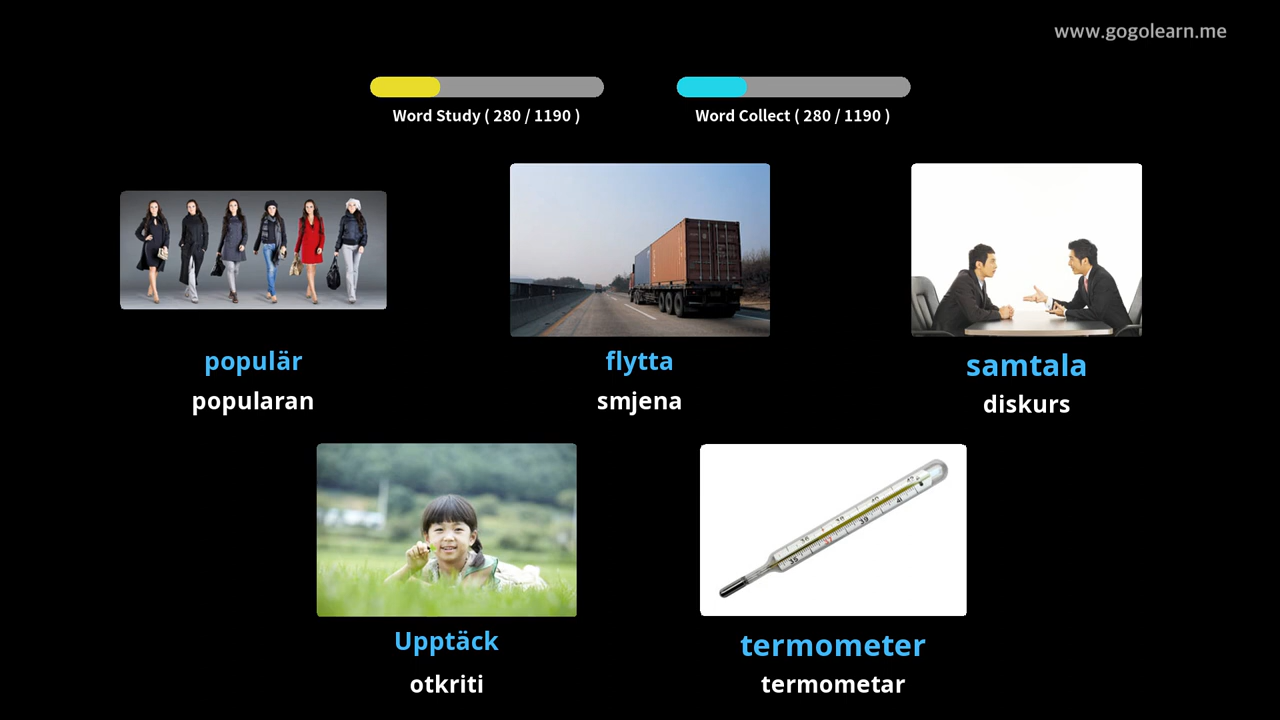 www.gogolearn.me
Word Study ( 280 / 1190 )
Word Collect ( 280 / 1190 )
populär
popularan
flytta
smjena
samtala
diskurs
Upptäck
otkriti
termometer
termometar